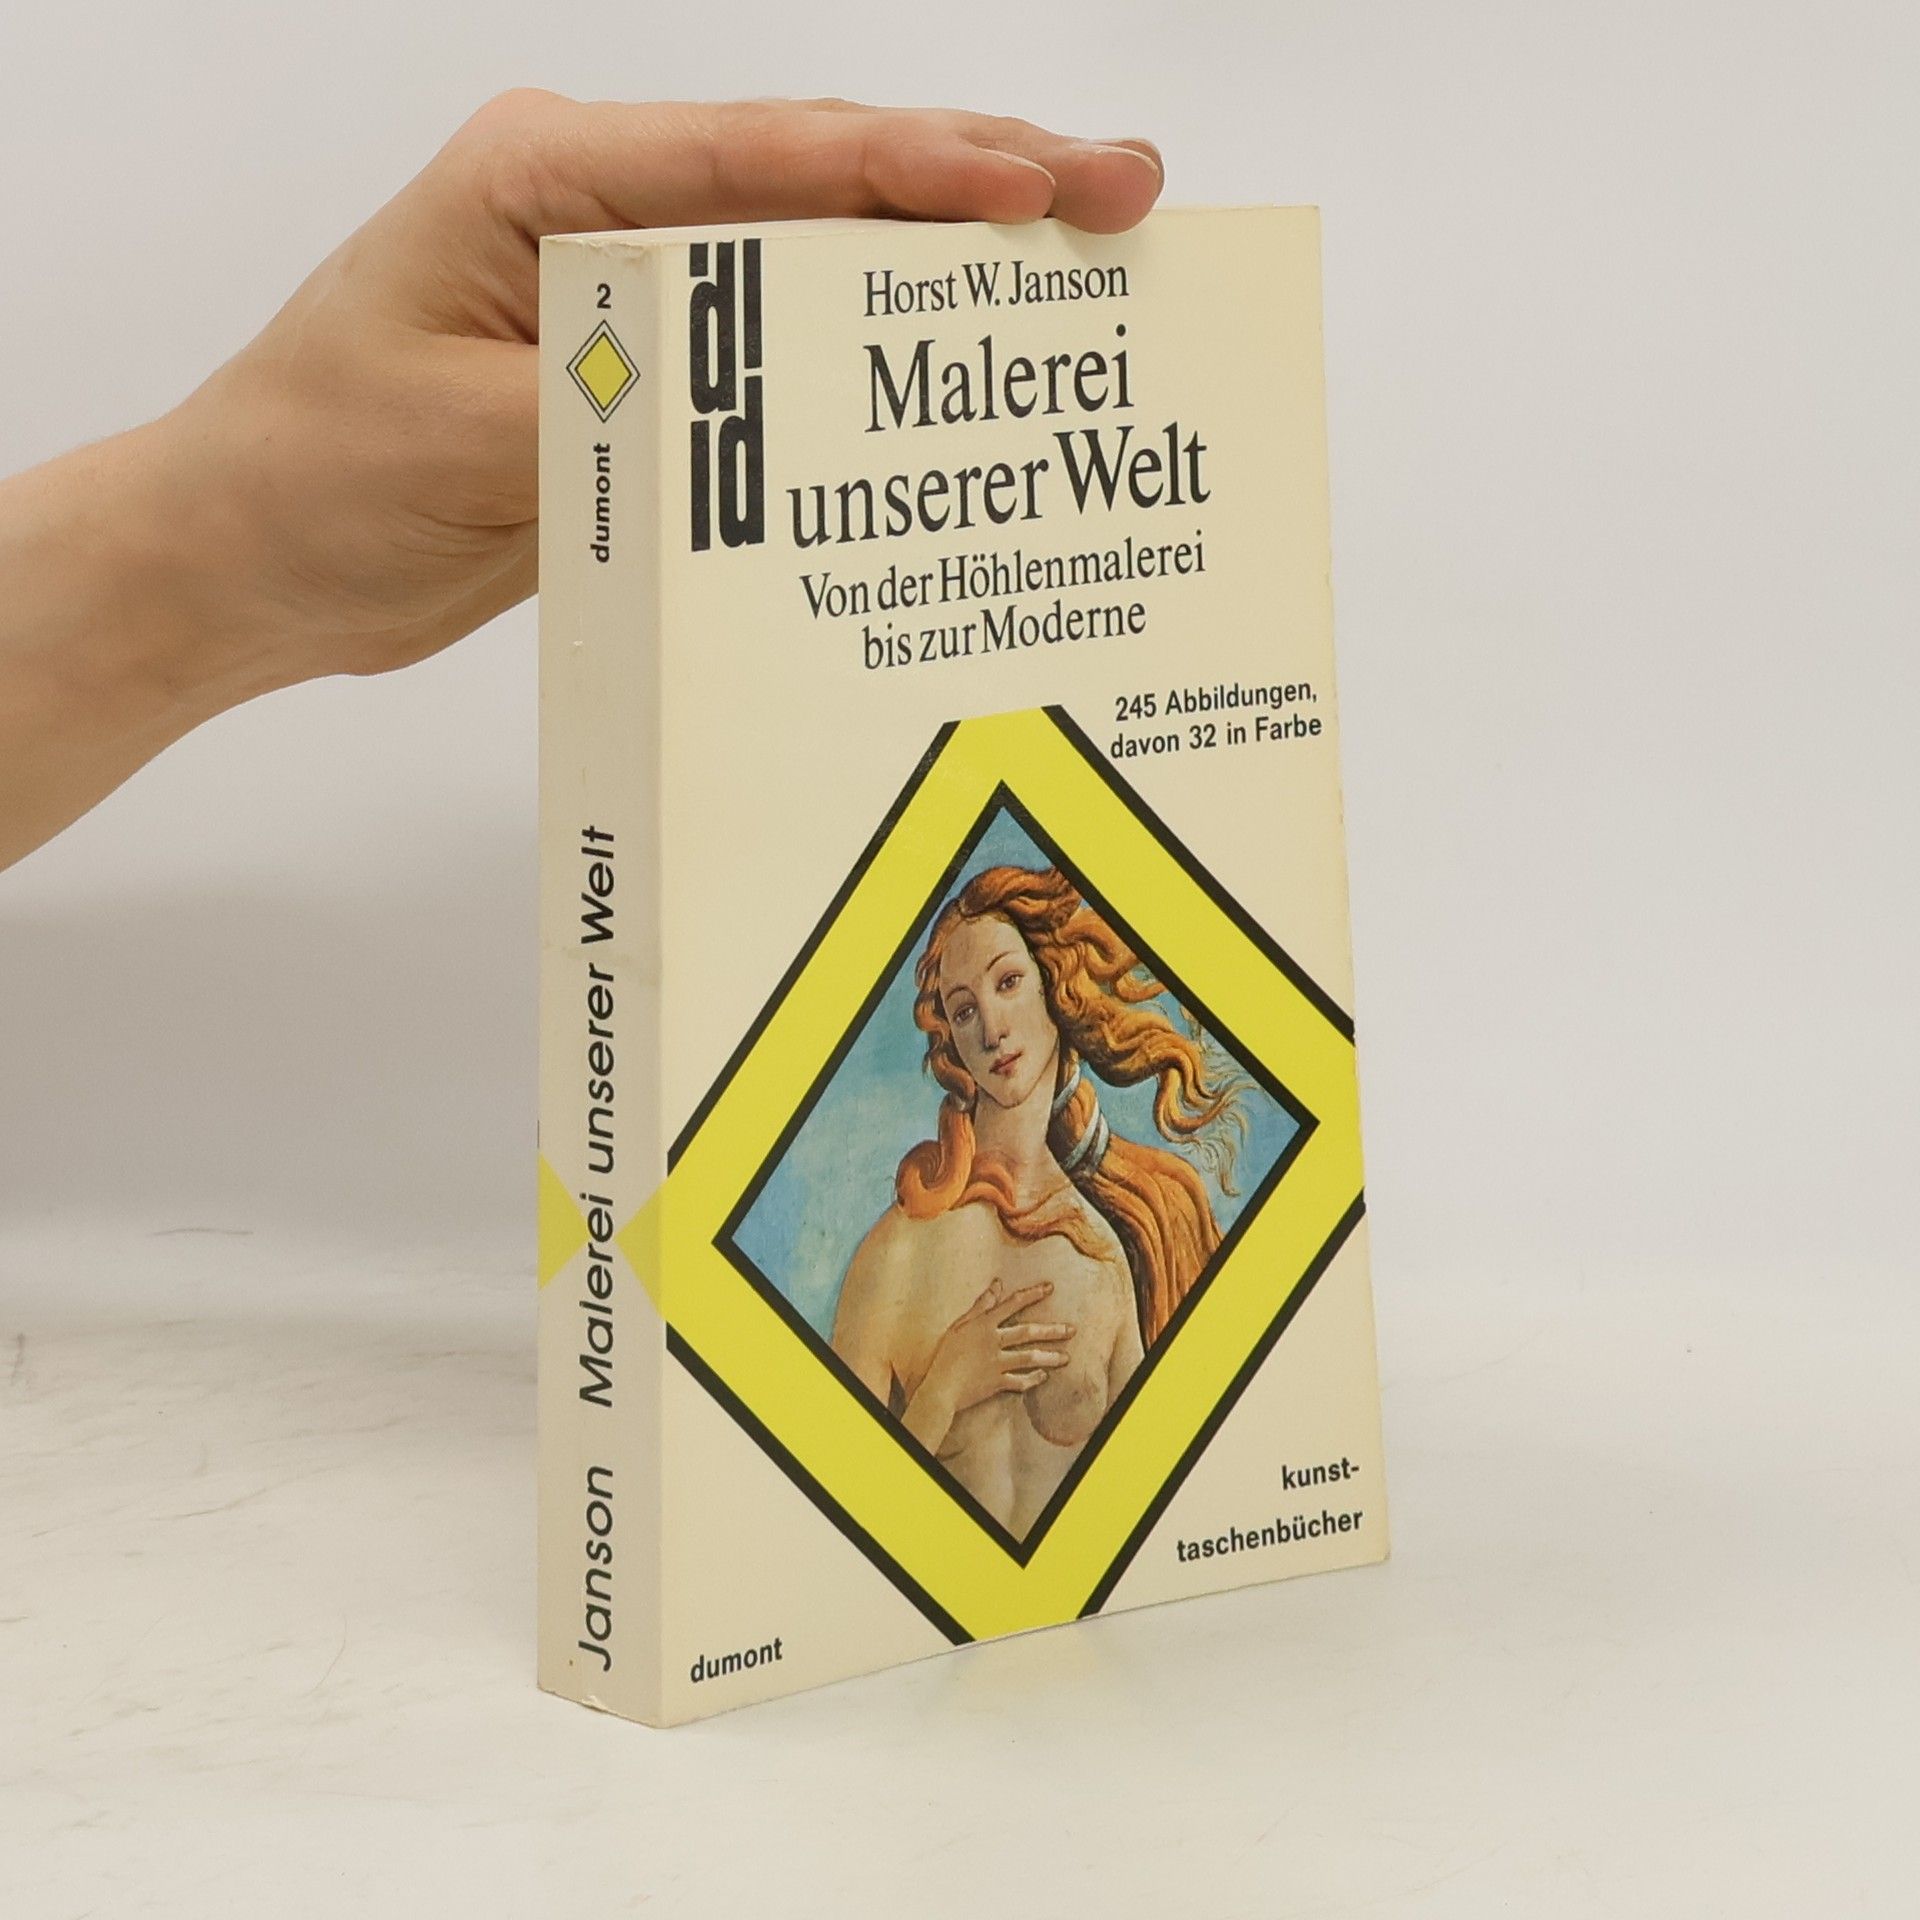 2
dumont
Janson Malerei unserer Welt
Horst W. Janson
Malerei
unserer Welt
Von der Höhlenmalerei
bis zur Moderne
245 Abbildungen,
davon 32 in Farbe
kunst-
taschenbücher
dumont